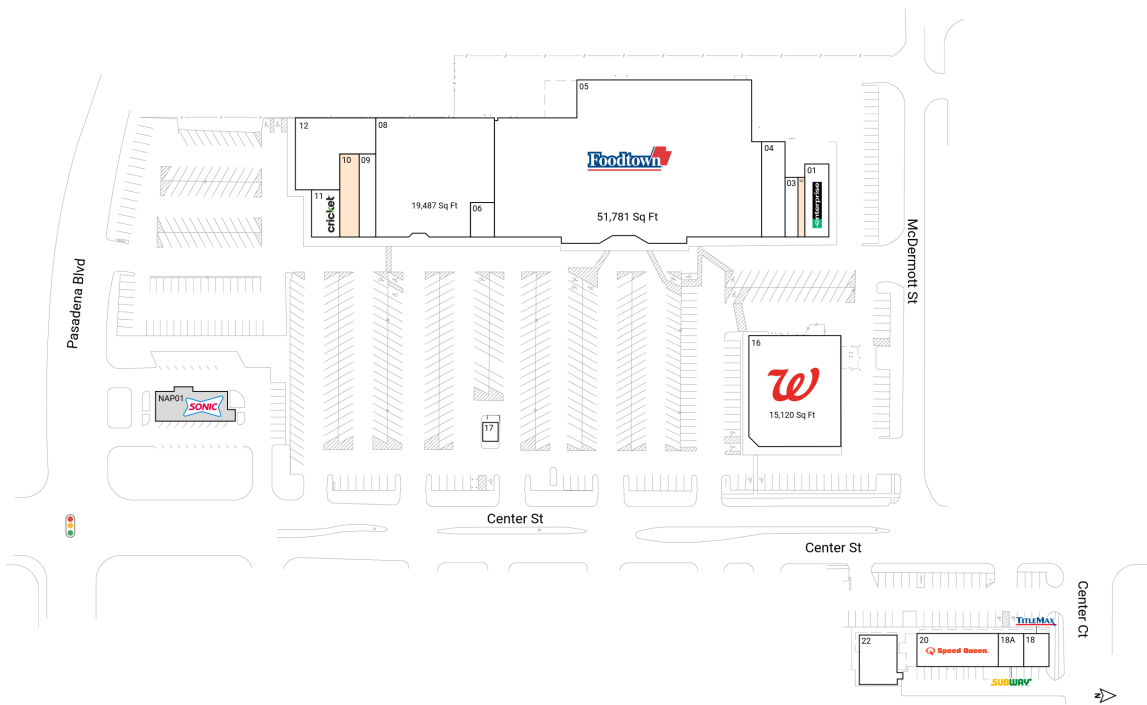 05
12
08
Foodtown
04
10
09
01
03
enterprise
11
cricket
19,487 Sq Ft
06
51,781 Sq Ft
McDermott St
Pasadena Blvd
16
W
NAP01
SONIC
15,120 Sq Ft
17
Center St
Center St
Center Ct
TITLEMAX
22
20
18A
18
Speed Queen
SUBWAY
N